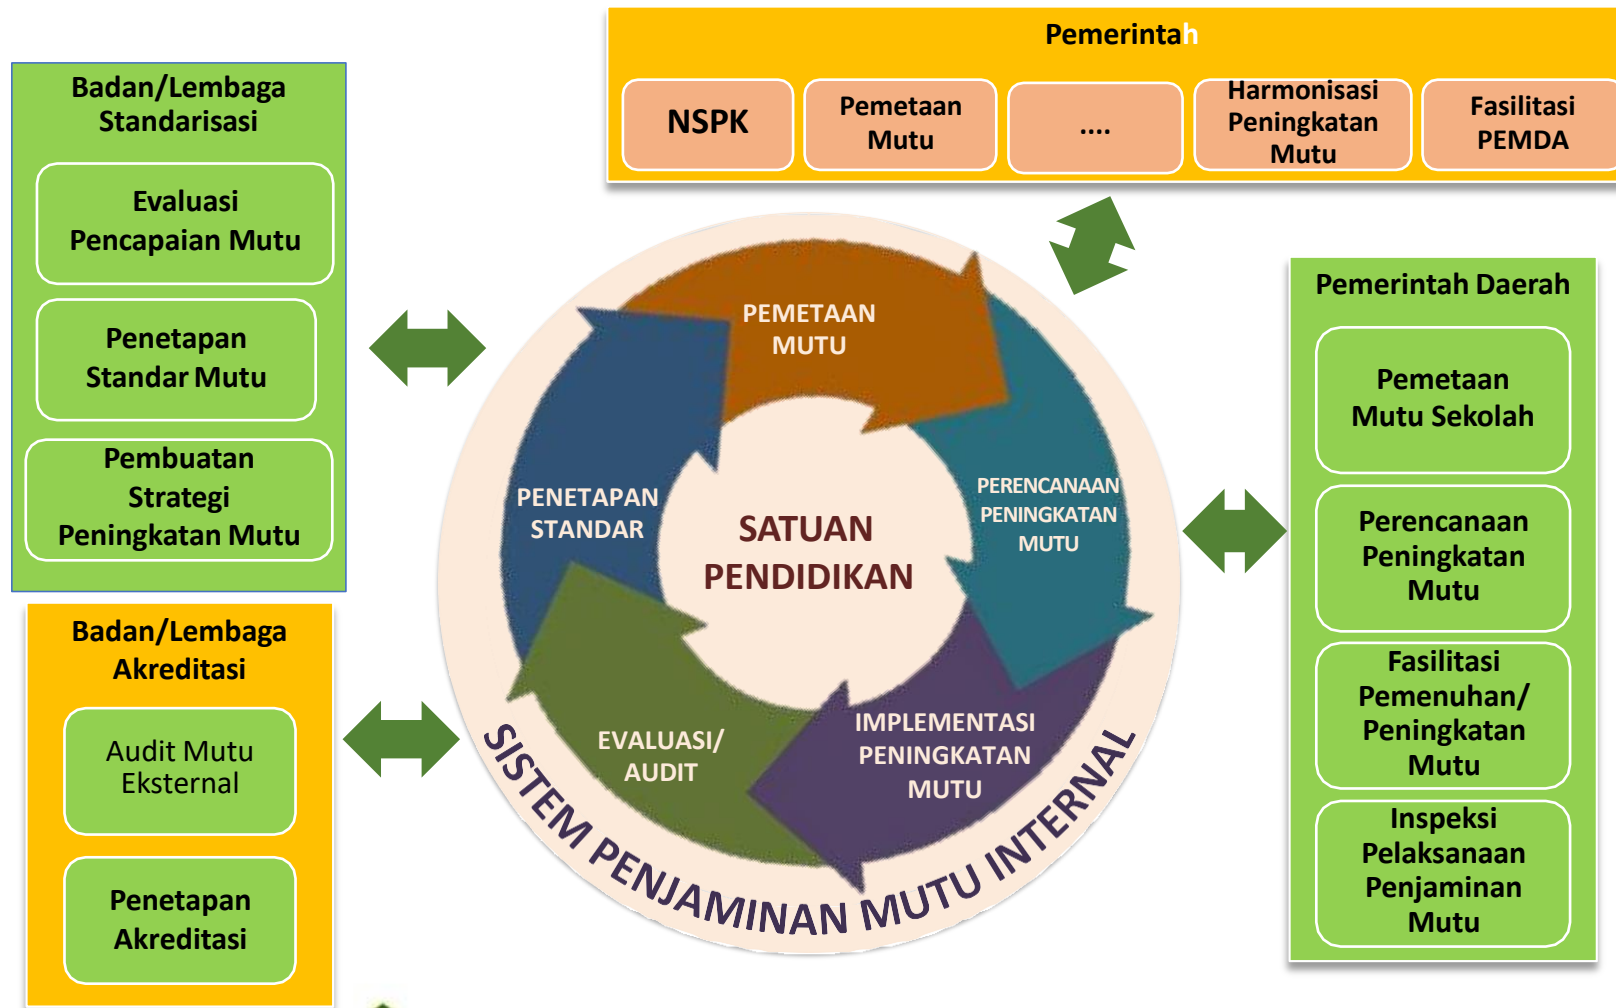 Pemerintah
NSPK
Pemetaan
Mutu
....
Harmonisasi
Peningkatan
Mutu
Fasilitasi
PEMDA
Badan/Lembaga
Standarisasi
Evaluasi
Pencapaian Mutu
Penetapan
Standar Mutu
Pembuatan
Strategi
Peningkatan Mutu
Badan/Lembaga
Akreditasi
Audit Mutu
Eksternal
Penetapan
Akreditasi
PEMETAAN
MUTU
PERENCANAAN
PENINGKATAN
MUTU
IMPLEMENTASI
PENINGKATAN
MUTU
EVALUASI/
AUDIT
PENETAPAN
STANDAR
SATUAN
PENDIDIKAN
SISTEM PENJAMINAN MUTU INTERNAL
Pemerintah Daerah
Pemetaan
Mutu Sekolah
Perencanaan
Peningkatan
Mutu
Fasilitasi
Pemenuhan/
Peningkatan
Mutu
Inspeksi
Pelaksanaan
Penjaminan
Mutu